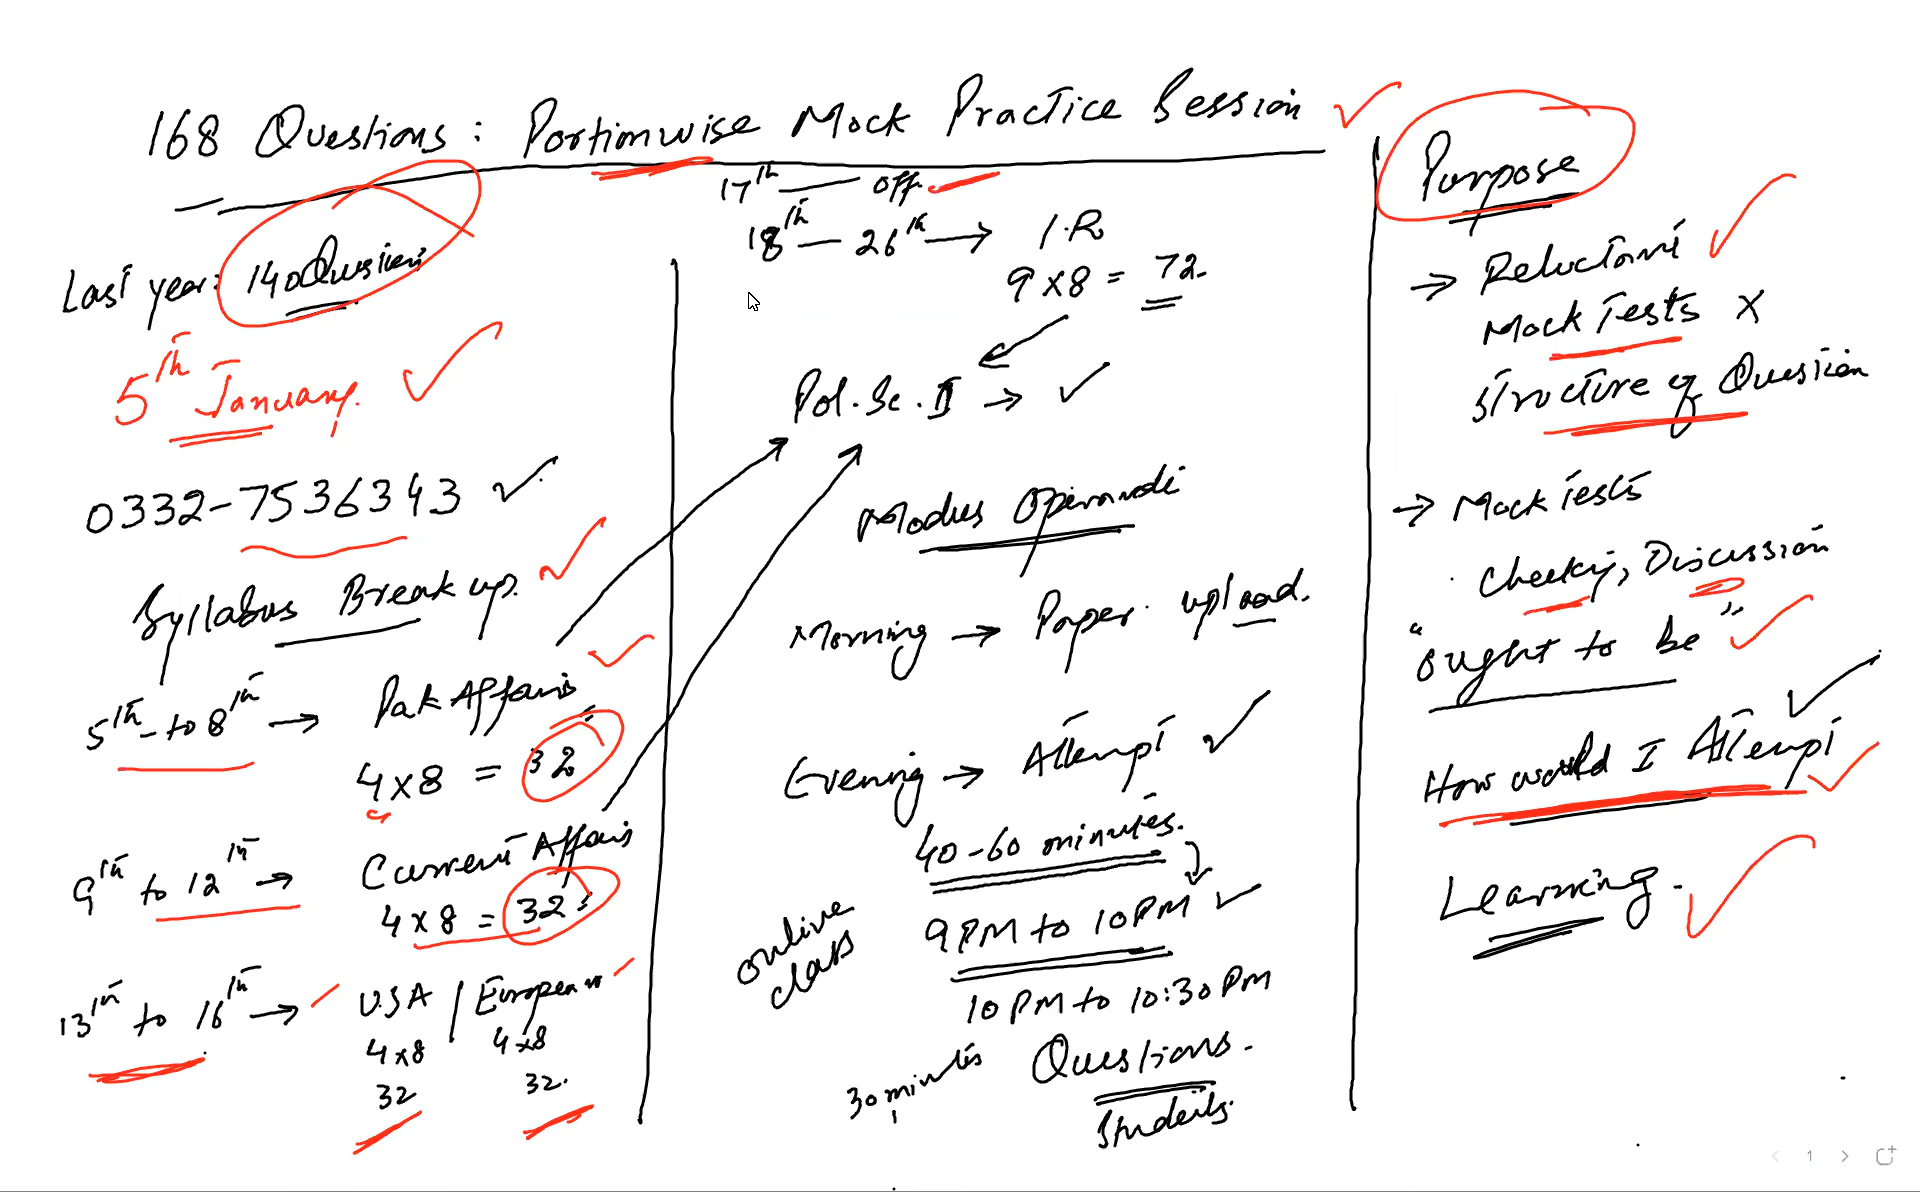 168 Questions: Portionwise Mock Practice Session
Last year: 140 Questions
5th January.
0332-7536343
Syllabus Break up.
5th to 8th → Pak Affairs
4x8 = 32
9th to 12th → Current Affairs
4x8 = 32
13th to 16th → U.S.A / European
4x8 4x8
32 32.
17th — Off.
18th — 26th → I.R
9x8 = 72.
Pol. Sc. II →
Modus Operandi
Morning → Paper upload.
Evening → Attempt
40-60 minutes.
online class
9PM to 10PM
10PM to 10:30PM
30 minutes
Questions.
Students.
Purpose
→ Reluctant
Mock Tests X
Structure of Question
→ Mock Tests
Checking, Discussion
"ought to be"
How would I Attempt
Learning.
1